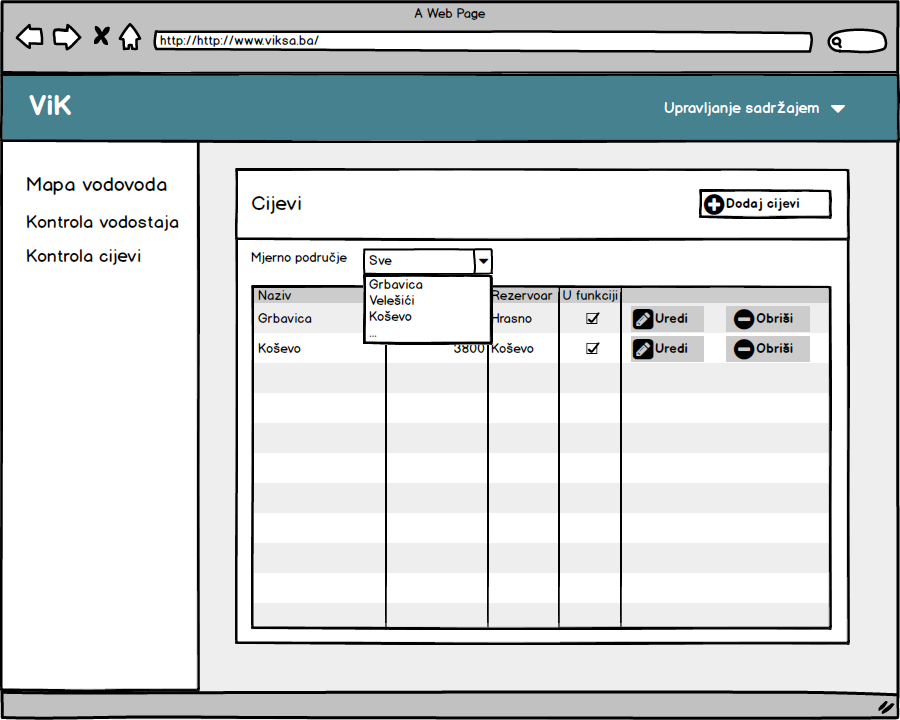 A Web Page
http://http://www.viksa.ba/
ViK
Upravljanje sadržajem
Mapa vodovoda
Kontrola vodostaja
Kontrola cijevi
Cijevi
Dodaj cijevi
Mjerno područje
Sve
Grbavica
Velešići
Koševo
...
Naziv Rezervoar U funkciji
Grbavica Hrasno Uredi Obriši
Koševo 3800 Koševo Uredi Obriši